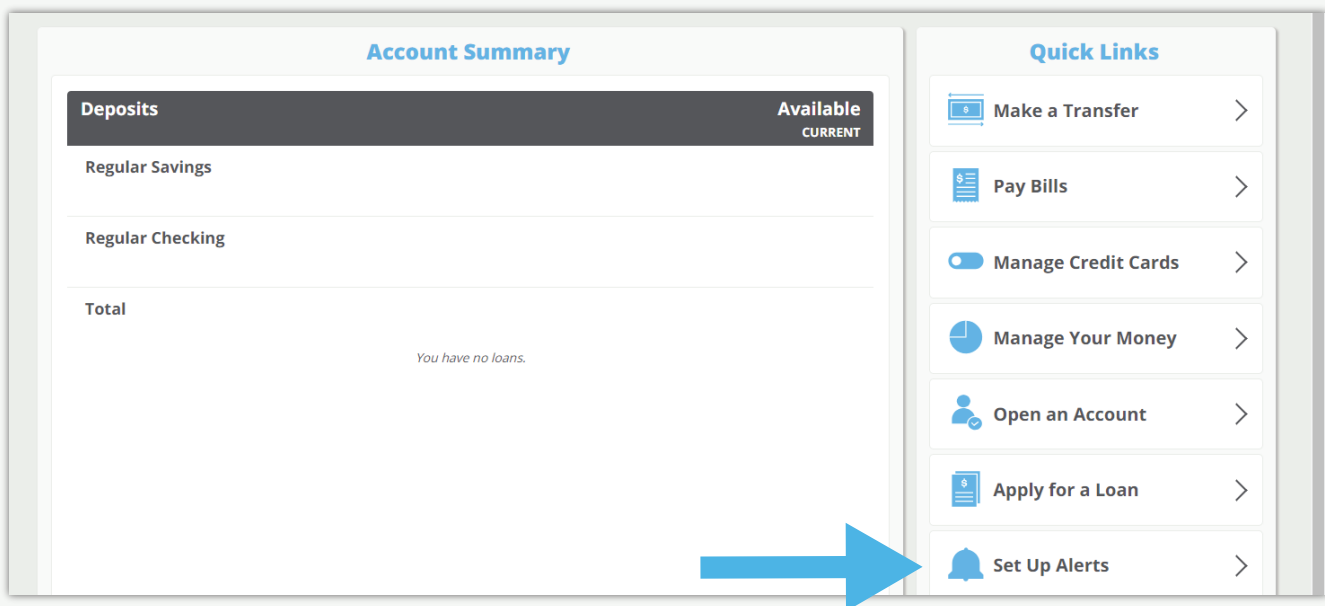 Account Summary
Deposits
Available
CURRENT
Regular Savings
Regular Checking
Total
You have no loans.
Quick Links
$
Make a Transfer
$
Pay Bills
Manage Credit Cards
Manage Your Money
Open an Account
$
Apply for a Loan
Set Up Alerts